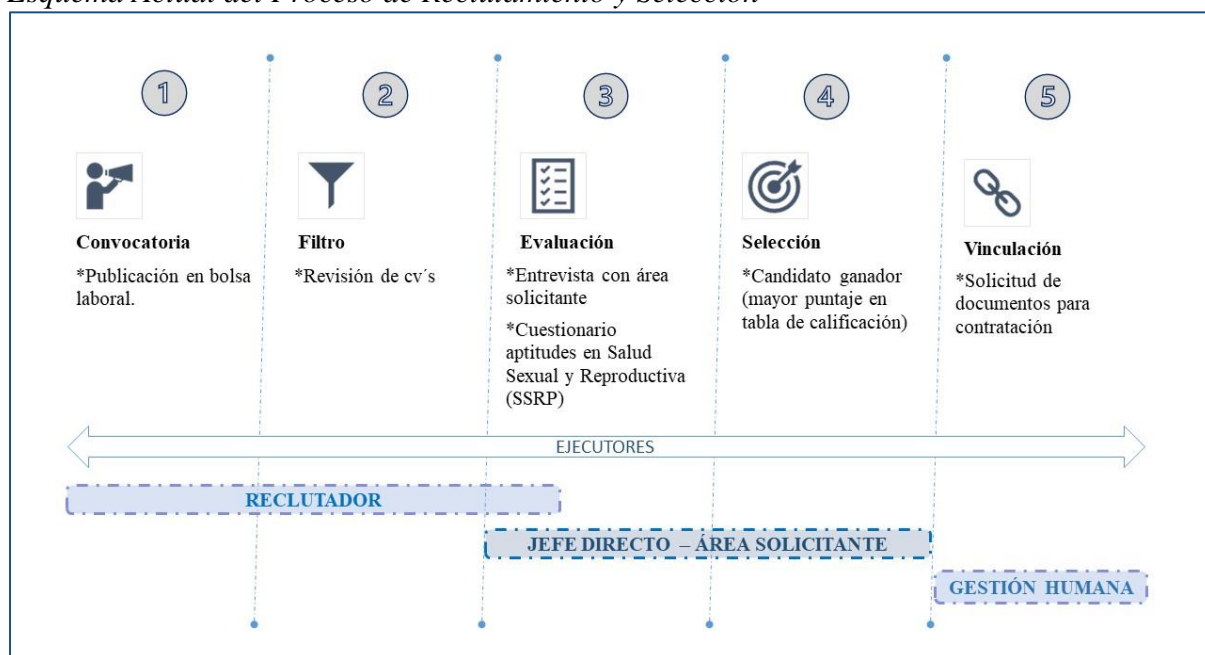 Esquema Actual del Proceso de Reclutamiento y Selección
1
2
3
4
5
Convocatoria
*Publicación en bolsa
laboral.
Filtro
*Revisión de cv´s
Evaluación
*Entrevista con área
solicitante
*Cuestionario
aptitudes en Salud
Sexual y Reproductiva
(SSRP)
Selección
*Candidato ganador
(mayor puntaje en
tabla de calificación)
Vinculación
*Solicitud de
documentos para
contratación
EJECUTORES
RECLUTADOR
JEFE DIRECTO – ÁREA SOLICITANTE
GESTIÓN HUMANA